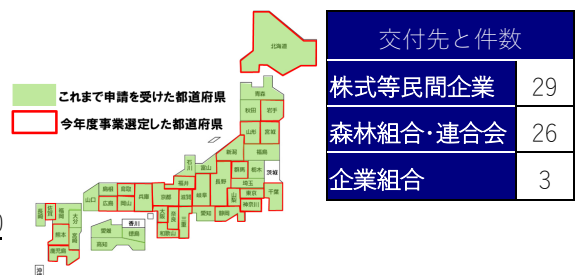 交付先と件数
株式等民間企業 29
森林組合・連合会 26
企業組合 3
これまで申請を受けた都道府県
今年度事業選定した都道府県
北海道
青森
秋田 岩手
山形 宮城
新潟 福島
石川 富山 群馬 栃木 茨城
福井 長野 埼玉
島根 鳥取 兵庫 京都 滋賀 岐阜 山梨 東京 千葉
山口 広島 岡山 神奈川
大阪 奈良 三重 愛知 静岡
和歌山
香川
愛媛 徳島
高知
長崎 佐賀 福岡 大分
熊本 宮崎
鹿児島